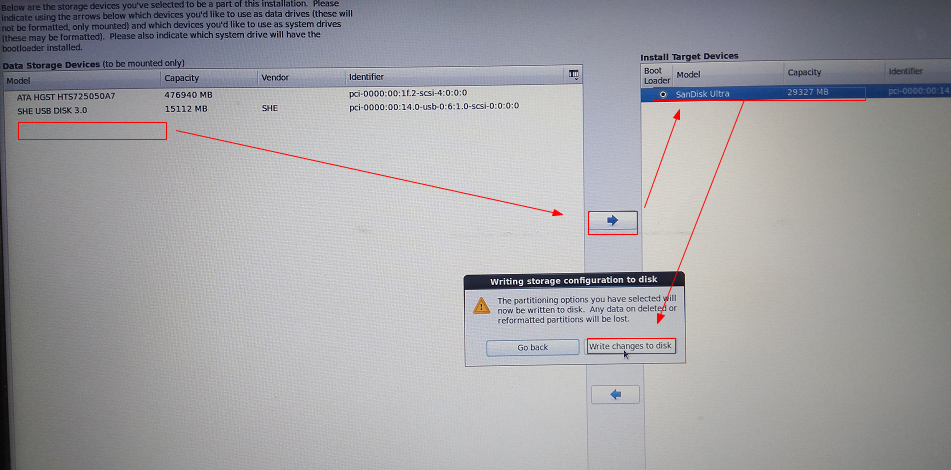 Below are the storage devices you've selected to be a part of this installation.  Please
indicate using the arrows below which devices you'd like to use as data drives (these will
not be formatted, only mounted) and which devices you'd like to use as system drives
(these may be formatted).  Please also indicate which system drive will have the
bootloader installed.
Data Storage Devices (to be mounted only)
Install Target Devices
Model Capacity Vendor Identifier
Boot Loader Model Capacity Identifier
ATA HGST HTS725050A7 476940 MB pci-0000:00:1f.2-scsi-4:0:0:0
SHE USB DISK 3.0 15112 MB SHE pci-0000:00:14.0-usb-0:6:1.0-scsi-0:0:0:0
SanDisk Ultra 29327 MB pci-0000:00:14
Writing storage configuration to disk
The partitioning options you have selected will
now be written to disk.  Any data on deleted or
reformatted partitions will be lost.
Go back Write changes to disk